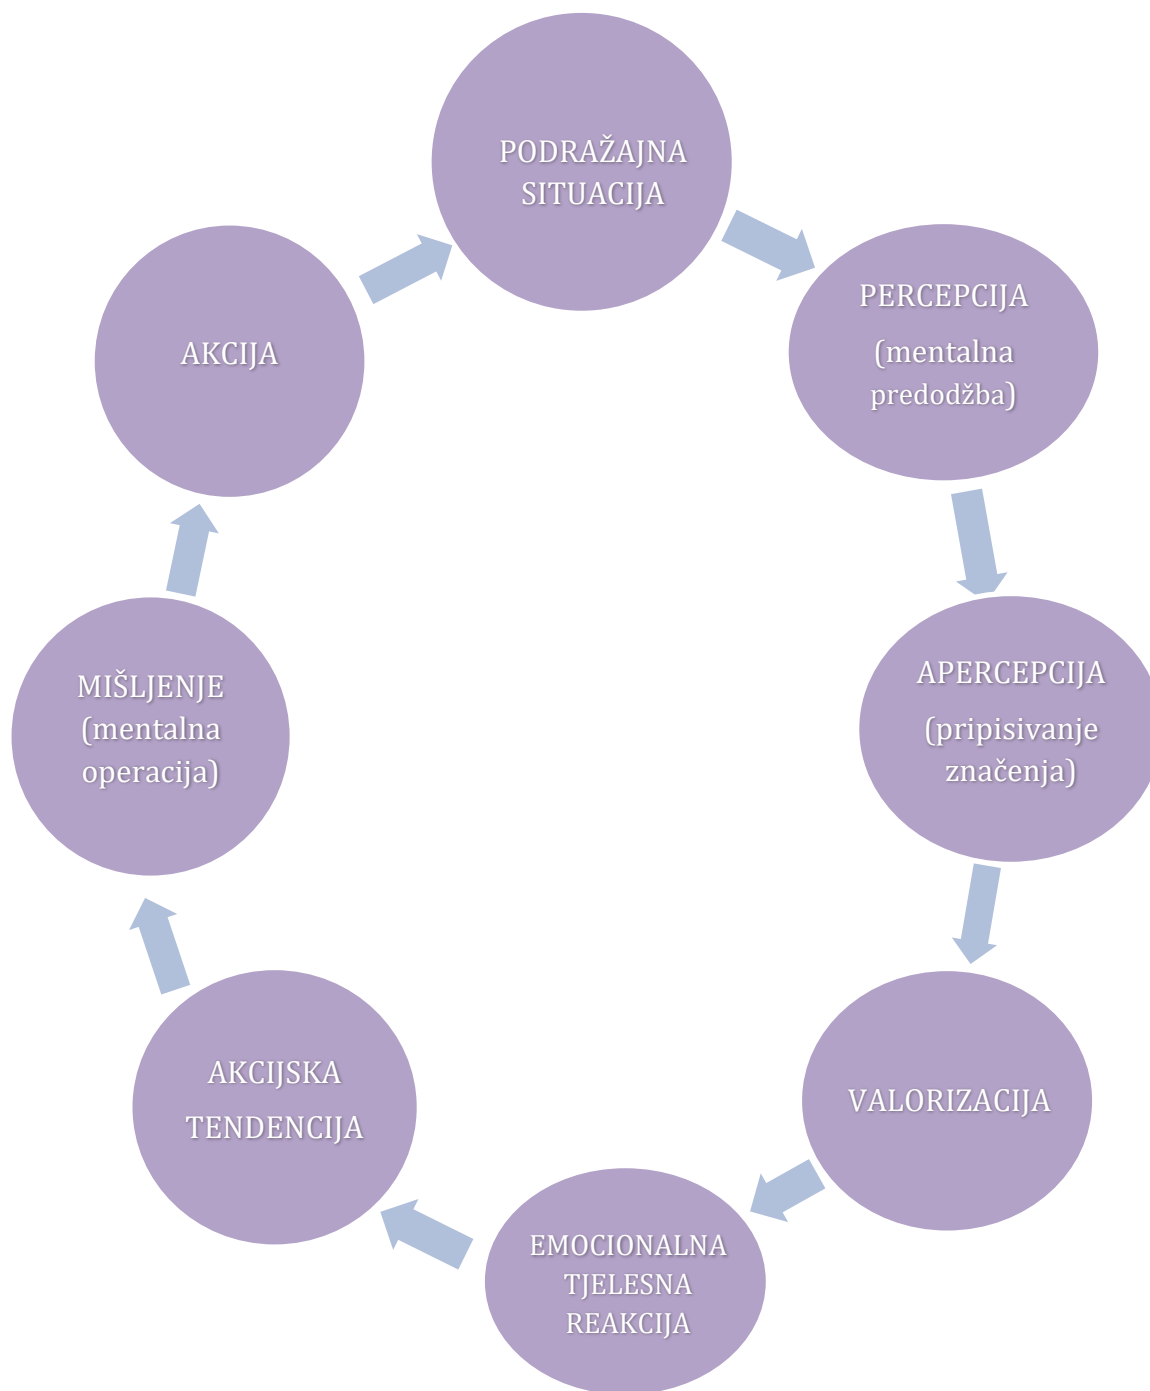 PODRAŽAJNA
SITUACIJA
PERCEPCIJA
(mentalna
predodžba)
APERCEPCIJA
(pripisivanje
značenja)
VALORIZACIJA
EMOCIONALNA
TJELESNA
REAKCIJA
AKCIJSKA
TENDENCIJA
MIŠLJENJE
(mentalna
operacija)
AKCIJA